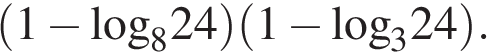 (1 − log₈24)(1 − log₃24).